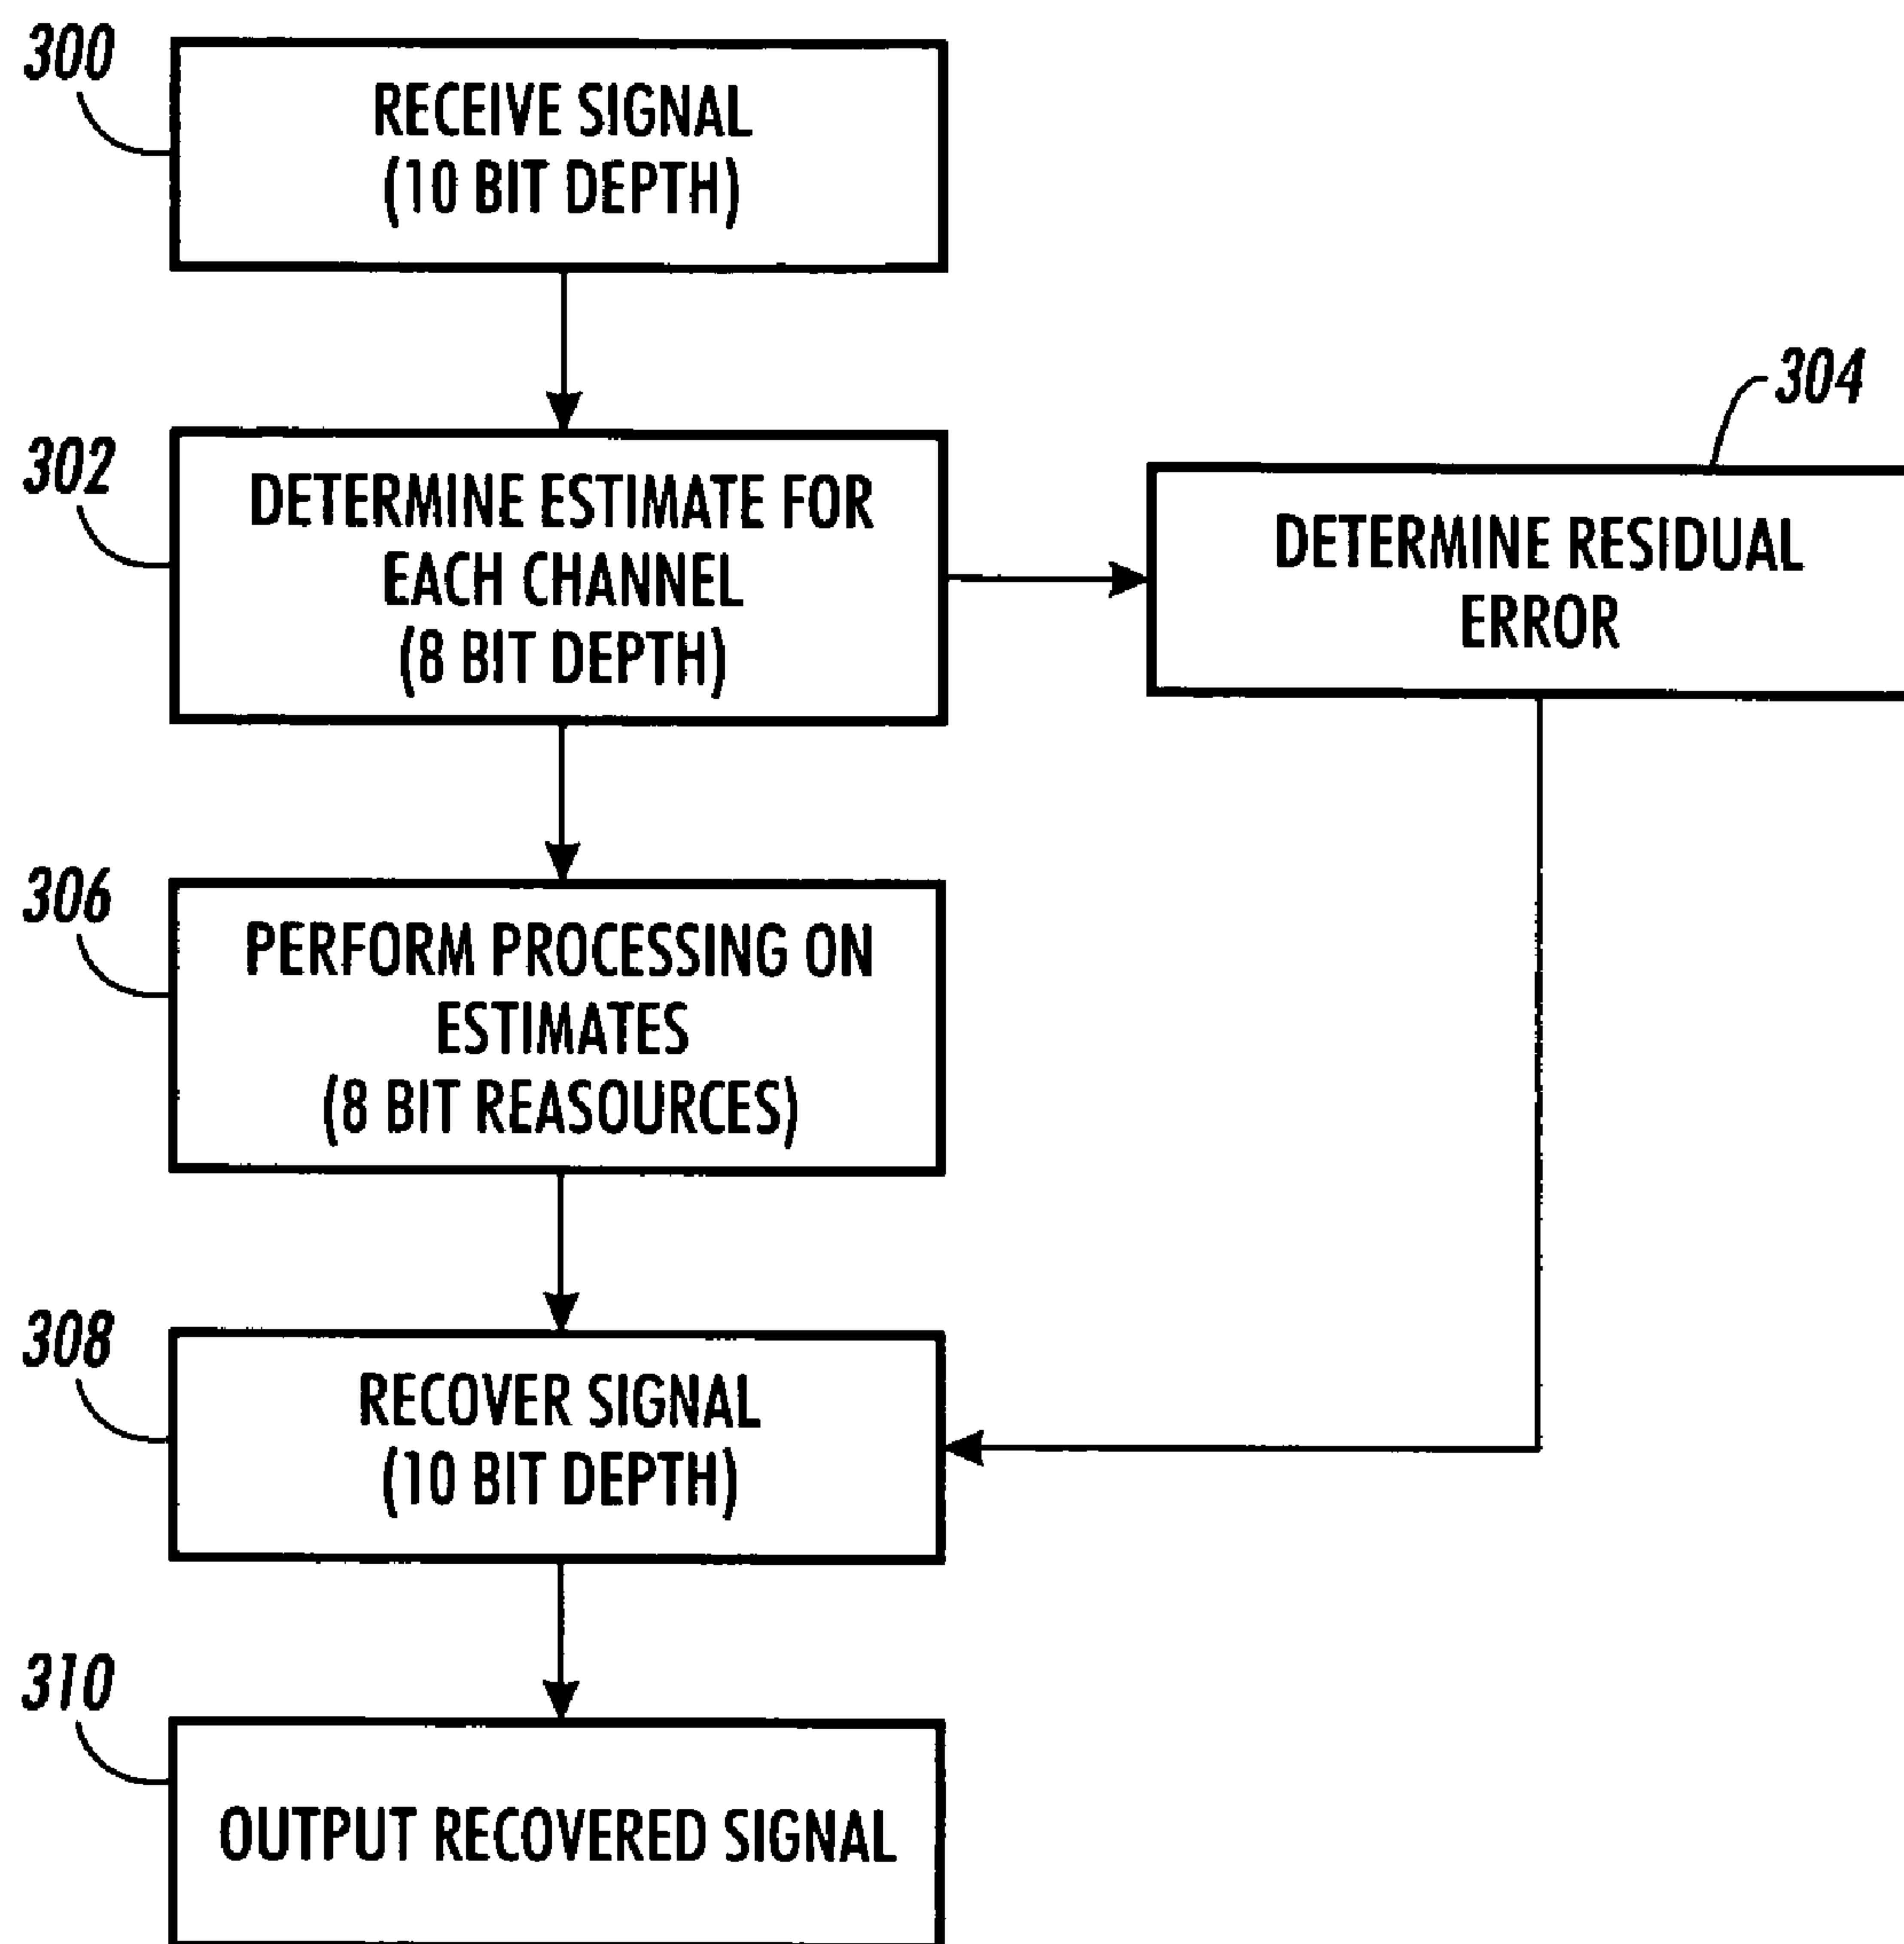 300
RECEIVE SIGNAL
(10 BIT DEPTH)
302
DETERMINE ESTIMATE FOR
EACH CHANNEL
(8 BIT DEPTH)
304
DETERMINE RESIDUAL
ERROR
306
PERFORM PROCESSING ON
ESTIMATES
(8 BIT REASOURCES)
308
RECOVER SIGNAL
(10 BIT DEPTH)
310
OUTPUT RECOVERED SIGNAL